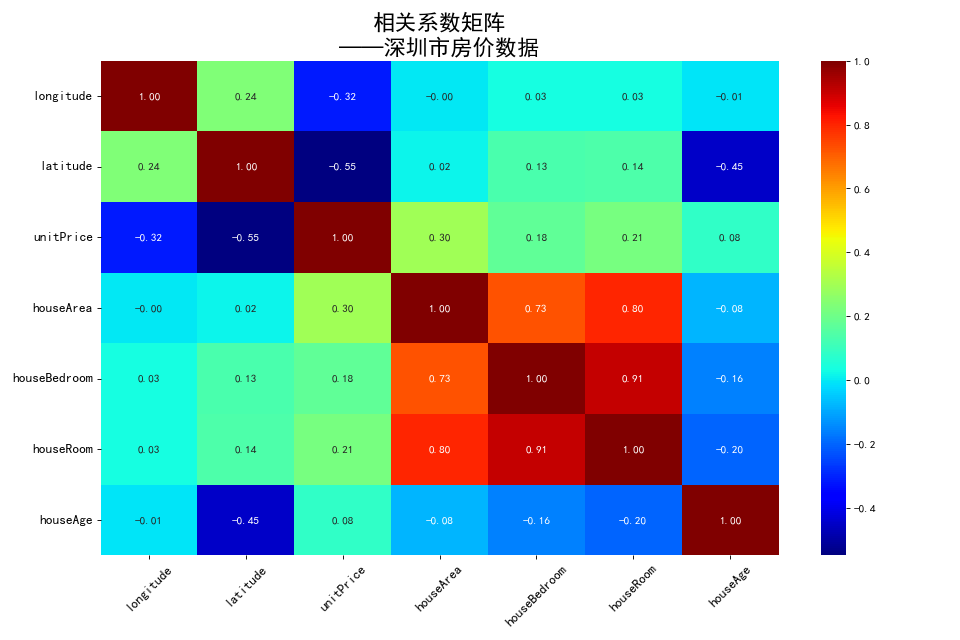 相关系数矩阵
——深圳市房价数据
longitude 1.00 0.24 -0.32 -0.00 0.03 0.03 -0.01
latitude 0.24 1.00 -0.55 0.02 0.13 0.14 -0.45
unitPrice -0.32 -0.55 1.00 0.30 0.18 0.21 0.08
houseArea -0.00 0.02 0.30 1.00 0.73 0.80 -0.08
houseBedroom 0.03 0.13 0.18 0.73 1.00 0.91 -0.16
houseRoom 0.03 0.14 0.21 0.80 0.91 1.00 -0.20
houseAge -0.01 -0.45 0.08 -0.08 -0.16 -0.20 1.00
longitude latitude unitPrice houseArea houseBedroom houseRoom houseAge
1.0
0.8
0.6
0.4
0.2
0.0
-0.2
-0.4